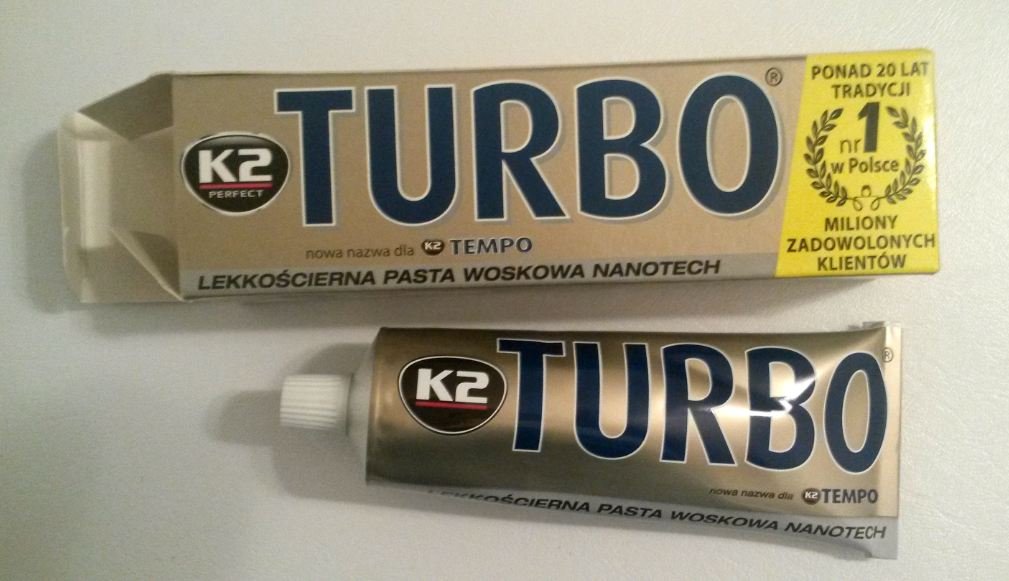 K2
PERFECT
TURBO®
nowa nazwa dla K2 TEMPO
LEKKOŚCIERNA PASTA WOSKOWA NANOTECH
PONAD 20 LAT
TRADYCJI
nr 1
w Polsce
MILIONY
ZADOWOLONYCH
KLIENTÓW
K2
TURBO®
nowa nazwa dla K2 TEMPO
LEKKOŚCIERNA PASTA WOSKOWA NANOTECH